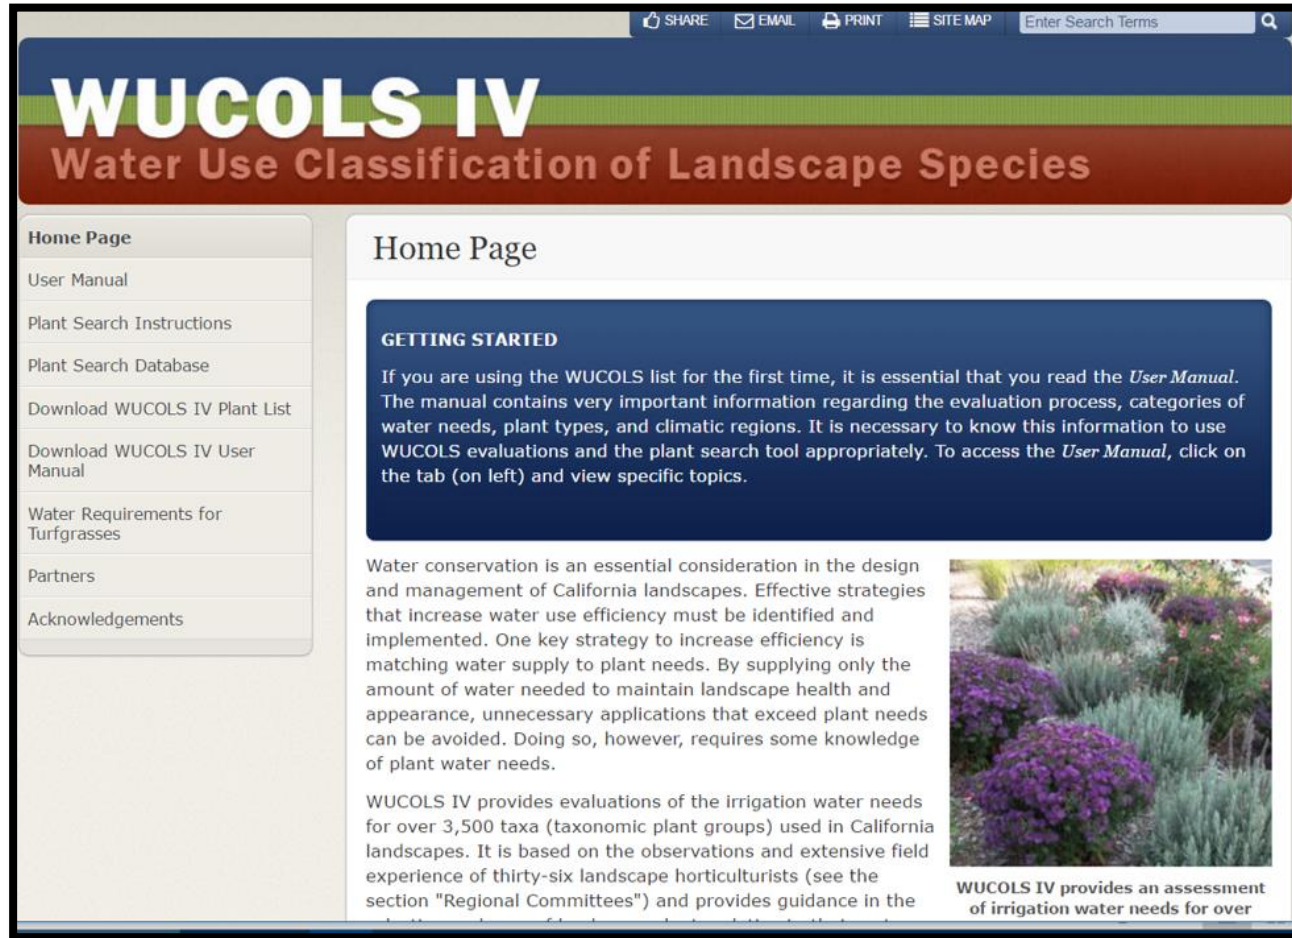 SHARE EMAIL PRINT SITE MAP Enter Search Terms
WUCOLS IV
Water Use Classification of Landscape Species
Home Page
User Manual
Plant Search Instructions
Plant Search Database
Download WUCOLS IV Plant List
Download WUCOLS IV User
Manual
Water Requirements for
Turfgrasses
Partners
Acknowledgements
Home Page
GETTING STARTED
If you are using the WUCOLS list for the first time, it is essential that you read the User Manual.
The manual contains very important information regarding the evaluation process, categories of
water needs, plant types, and climatic regions. It is necessary to know this information to use
WUCOLS evaluations and the plant search tool appropriately. To access the User Manual, click on
the tab (on left) and view specific topics.
Water conservation is an essential consideration in the design
and management of California landscapes. Effective strategies
that increase water use efficiency must be identified and
implemented. One key strategy to increase efficiency is
matching water supply to plant needs. By supplying only the
amount of water needed to maintain landscape health and
appearance, unnecessary applications that exceed plant needs
can be avoided. Doing so, however, requires some knowledge
of plant water needs.
WUCOLS IV provides evaluations of the irrigation water needs
for over 3,500 taxa (taxonomic plant groups) used in California
landscapes. It is based on the observations and extensive field
experience of thirty-six landscape horticulturists (see the
section "Regional Committees") and provides guidance in the
WUCOLS IV provides an assessment
of irrigation water needs for over